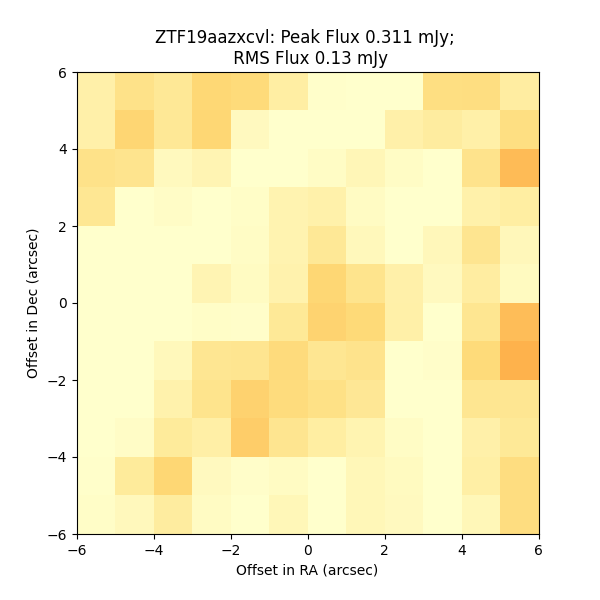 ZTF19aazxcvl: Peak Flux 0.311 mJy;
RMS Flux 0.13 mJy
6
4
2
0
−2
−4
−6
Offset in Dec (arcsec)
−6 −4 −2 0 2 4 6
Offset in RA (arcsec)